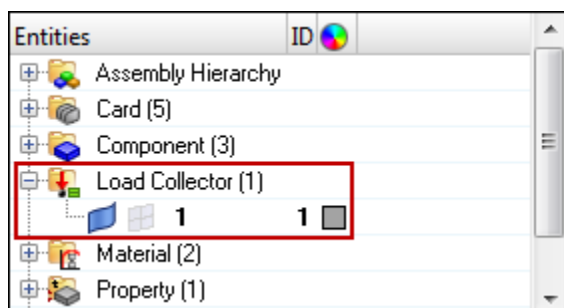 Entities ID
Assembly Hierarchy
Card (5)
Component (3)
Load Collector (1)
1 1
Material (2)
Property (1)